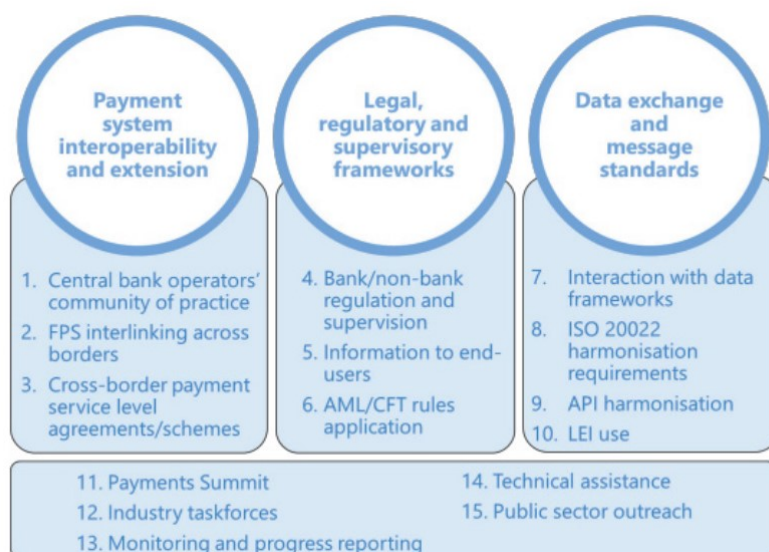 Payment
system
interoperability
and extension
Legal,
regulatory and
supervisory
frameworks
Data exchange
and
message
standards
1. Central bank operators’
community of practice
2. FPS interlinking across
borders
3. Cross-border payment
service level
agreements/schemes
4. Bank/non-bank
regulation and
supervision
5. Information to end-
users
6. AML/CFT rules
application
7. Interaction with data
frameworks
8. ISO 20022
harmonisation
requirements
9. API harmonisation
10. LEI use
11. Payments Summit
12. Industry taskforces
13. Monitoring and progress reporting
14. Technical assistance
15. Public sector outreach